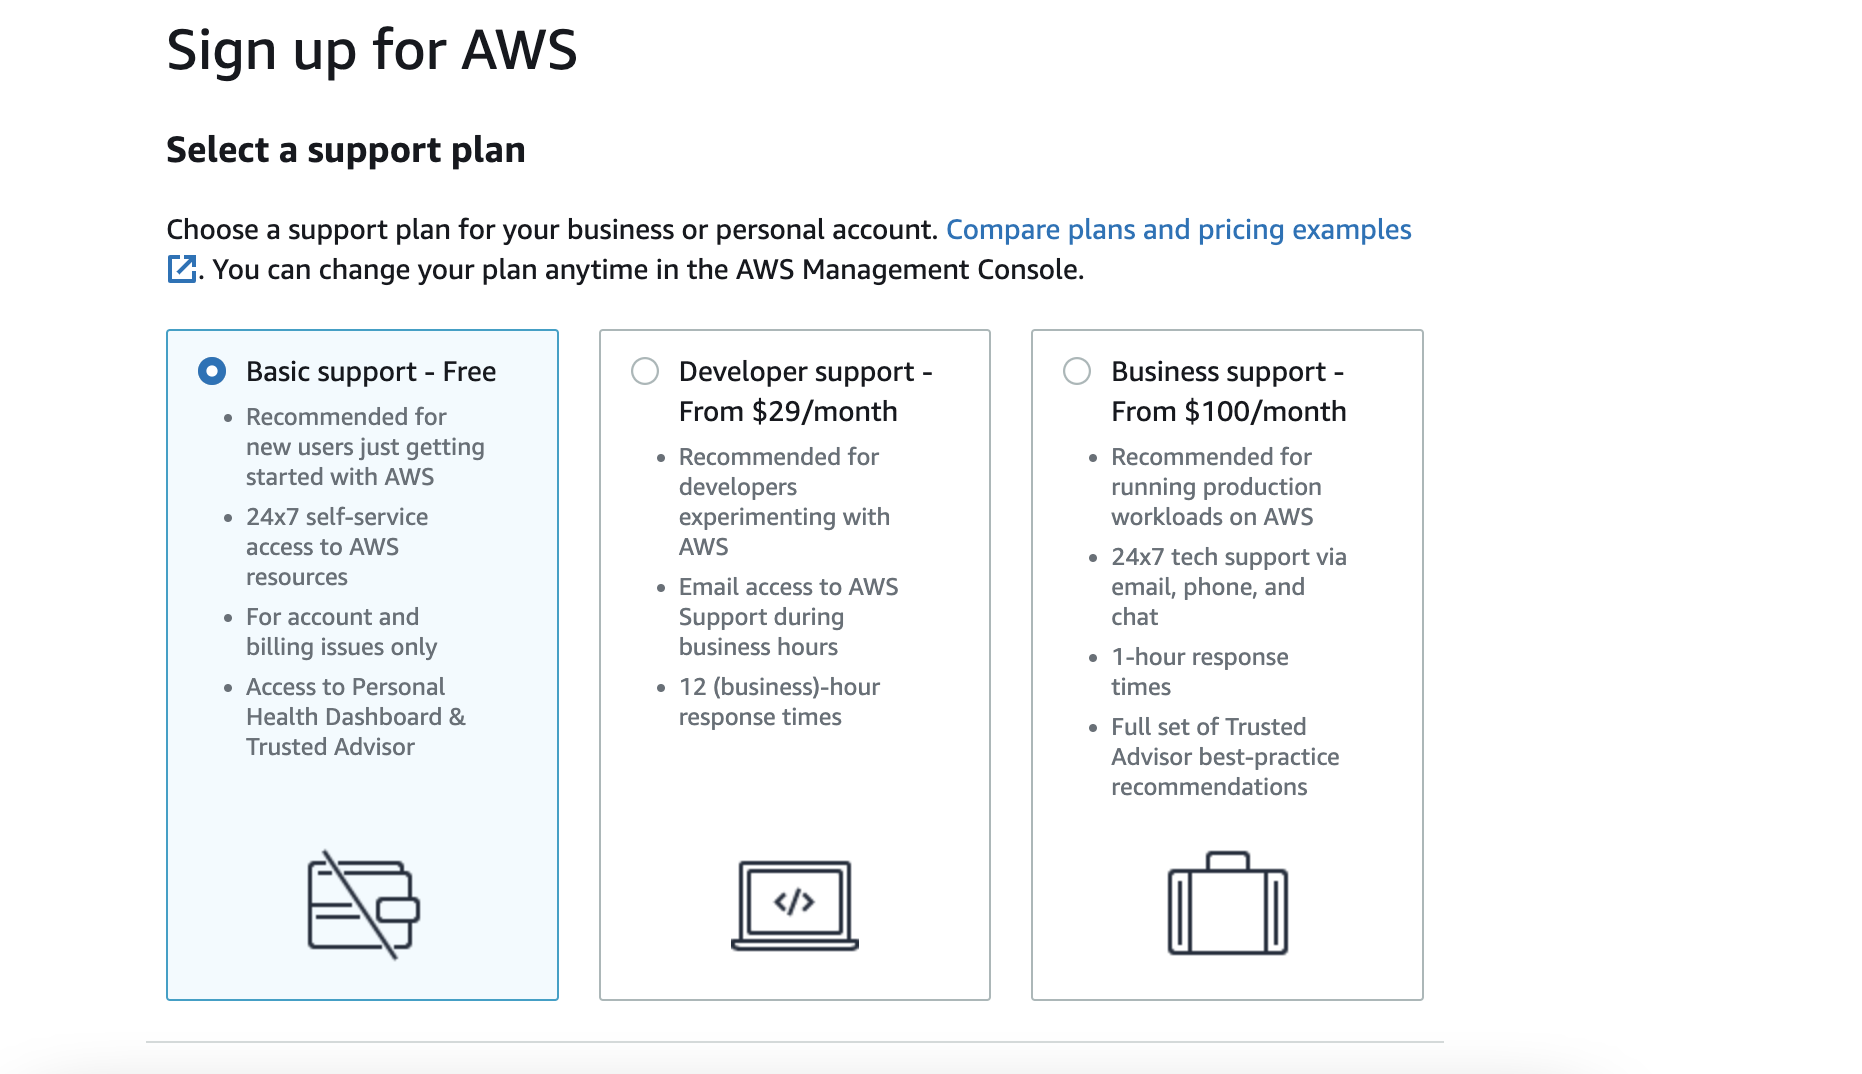 Sign up for AWS
Select a support plan
Choose a support plan for your business or personal account. Compare plans and pricing examples
. You can change your plan anytime in the AWS Management Console.
Basic support - Free
• Recommended for
new users just getting
started with AWS
• 24x7 self-service
access to AWS
resources
• For account and
billing issues only
• Access to Personal
Health Dashboard &
Trusted Advisor
Developer support -
From $29/month
• Recommended for
developers
experimenting with
AWS
• Email access to AWS
Support during
business hours
• 12 (business)-hour
response times
</>
Business support -
From $100/month
• Recommended for
running production
workloads on AWS
• 24x7 tech support via
email, phone, and
chat
• 1-hour response
times
• Full set of Trusted
Advisor best-practice
recommendations